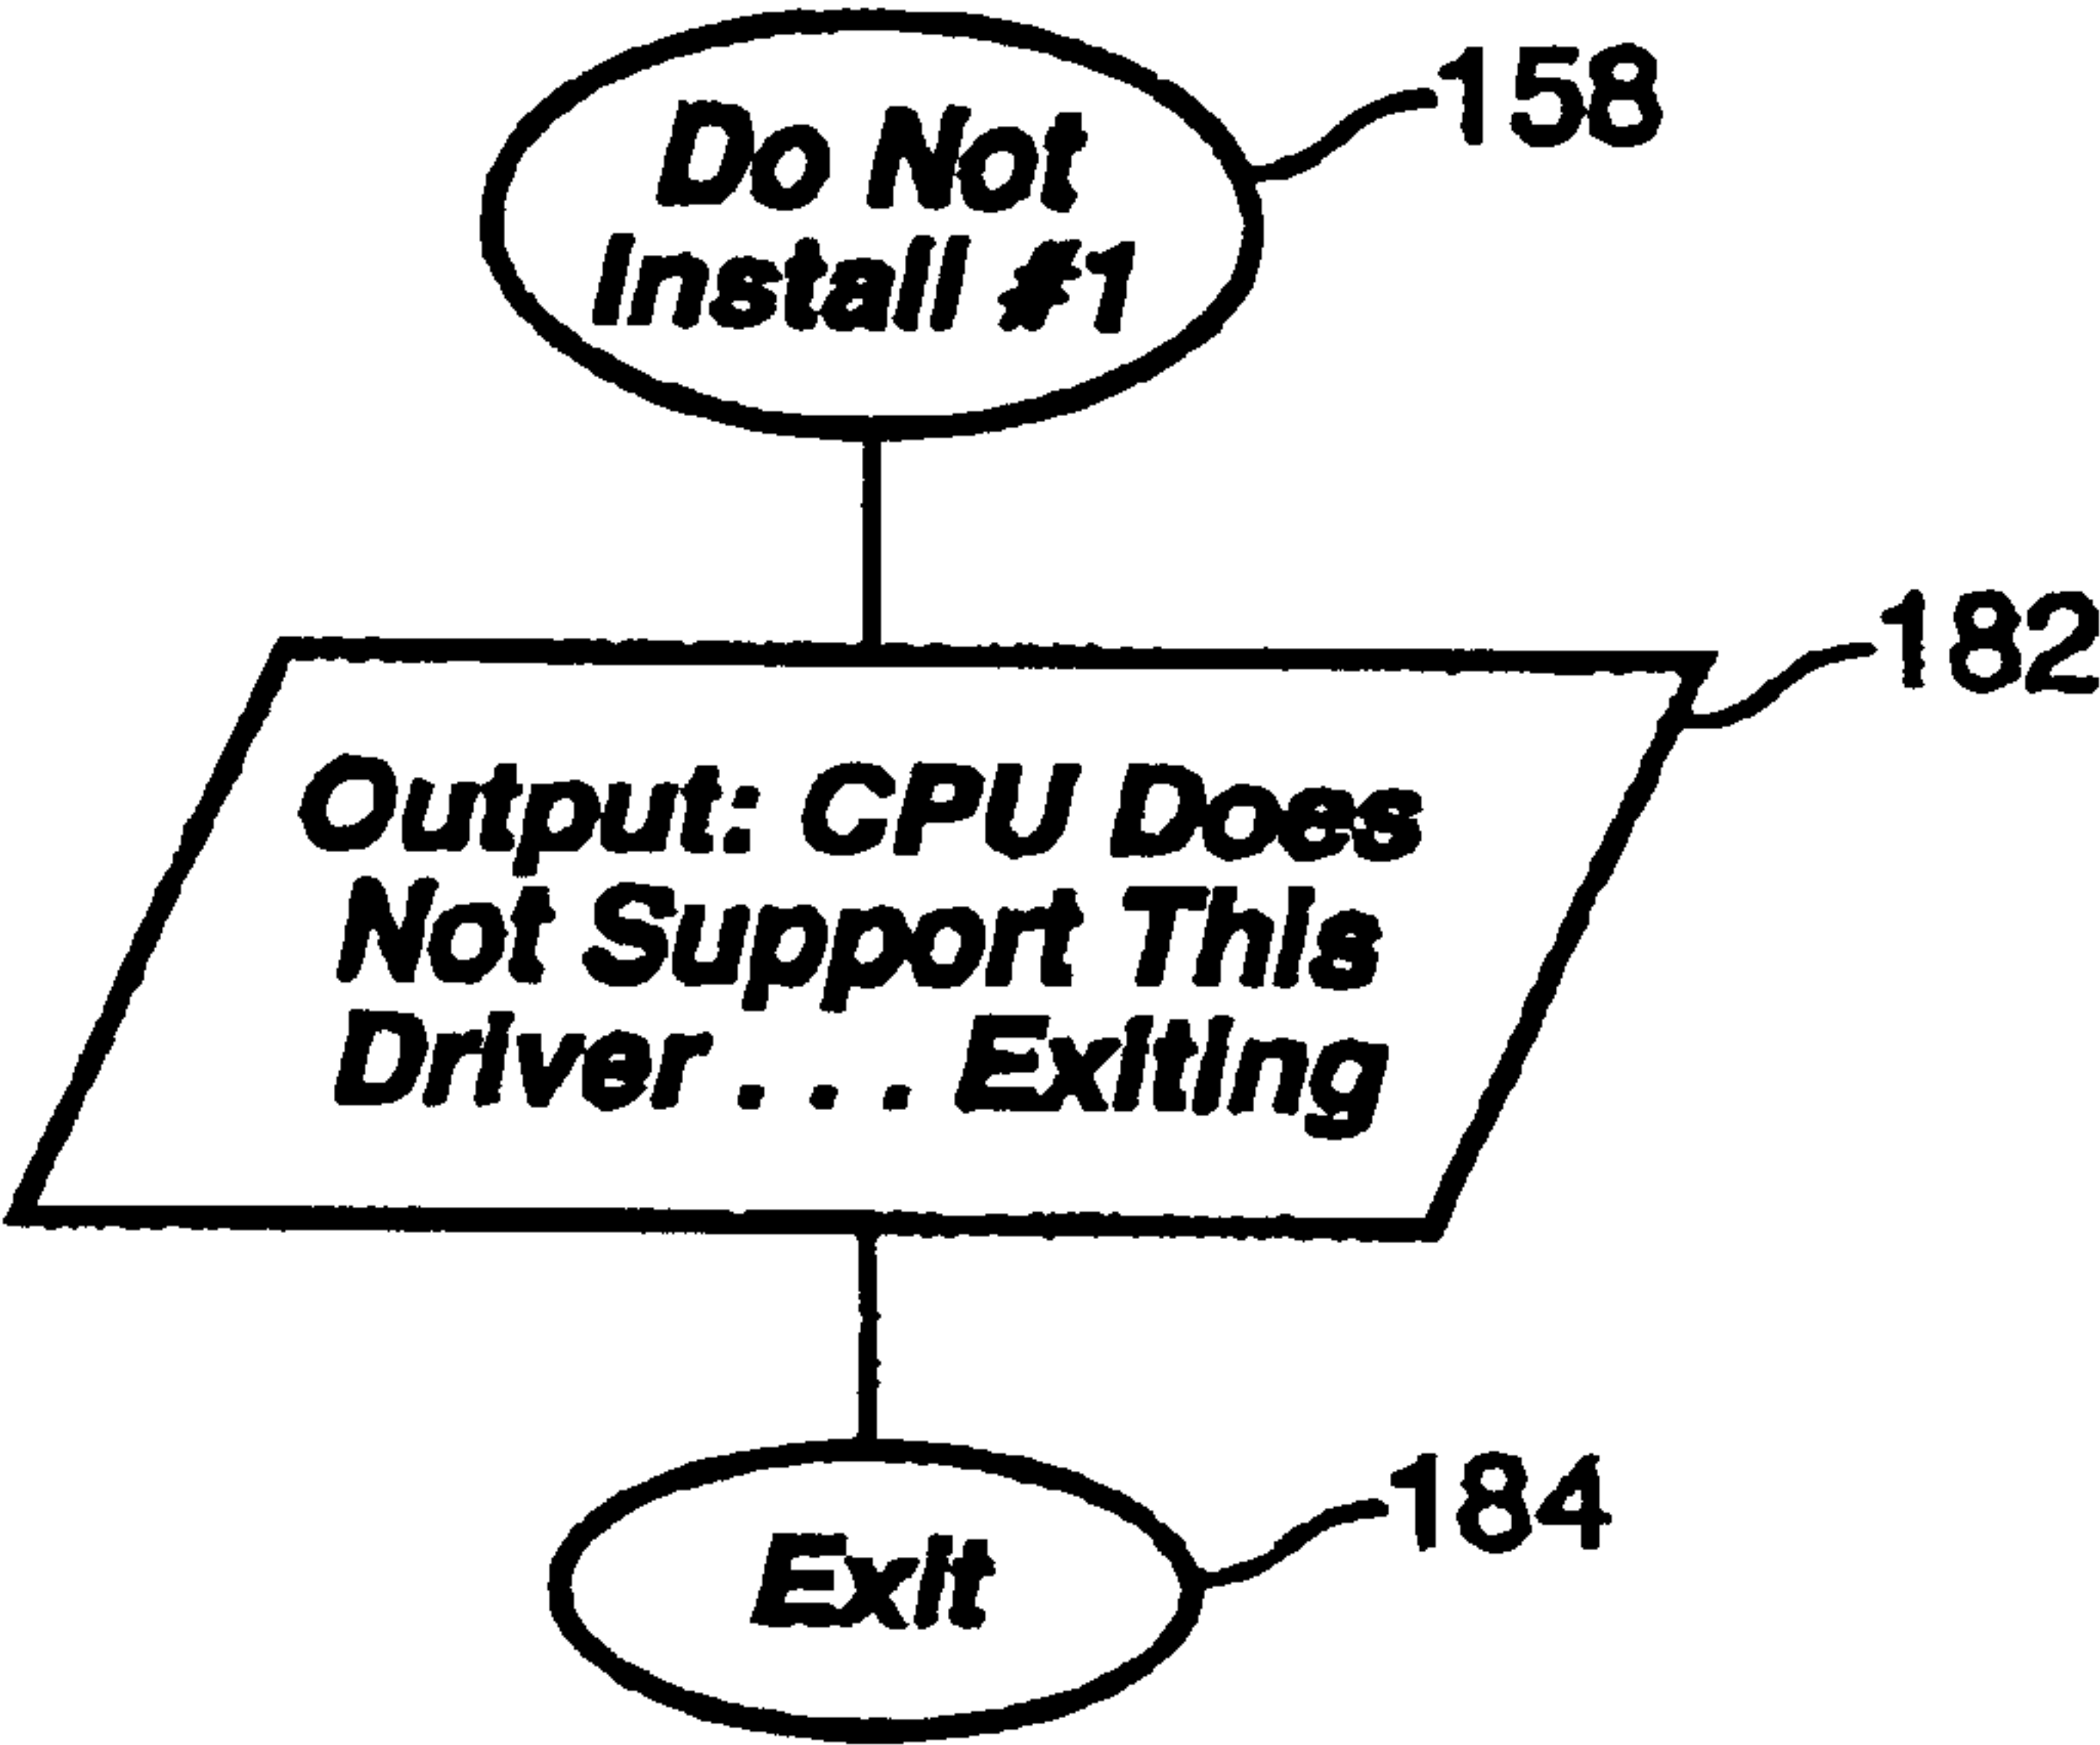 Do Not
Install #1
158
182
Output: CPU Does
Not Support This
Driver . . . Exiting
Exit
184